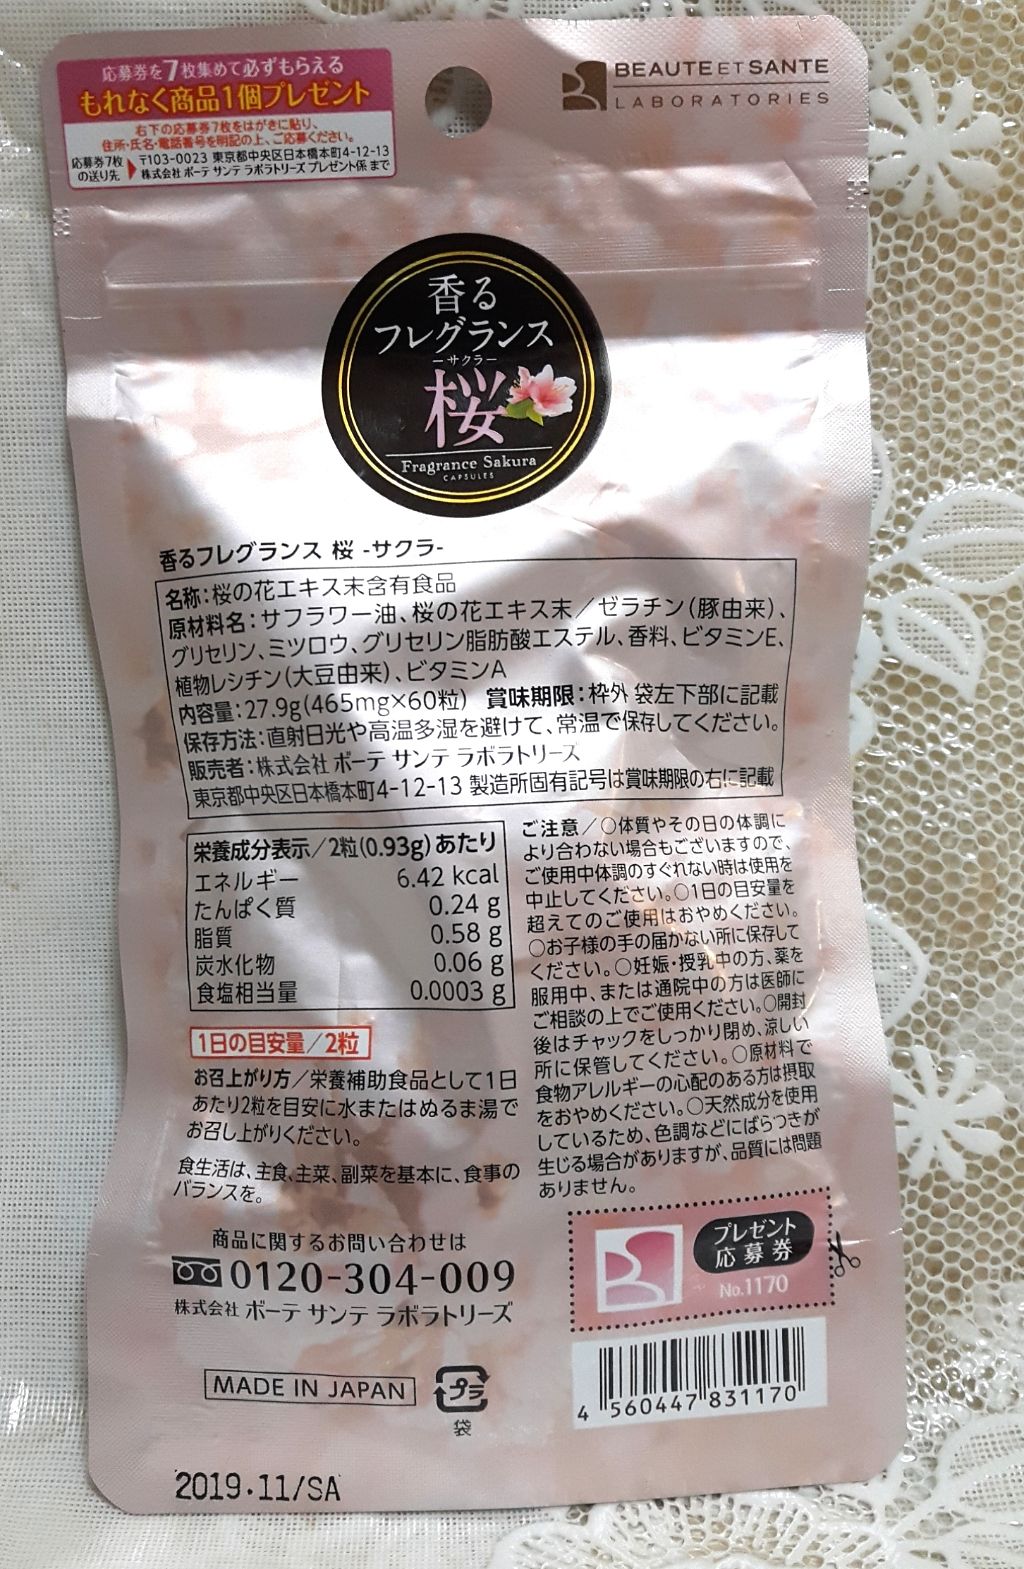 応募券を7枚集めて必ずもらえる
もれなく商品1個プレゼント
右下の応募券7枚をはがきに貼り、
住所・氏名・電話番号を明記の上、ご応募ください。
応募券7枚の送り先
〒103-0023 東京都中央区日本橋本町4-12-13
株式会社 ボーテ サンテ ラボラトリーズ プレゼント係 まで
BEAUTE ET SANTE
LABORATORIES
香る
フレグランス
−サクラ−
桜
Fragrance Sakura
CAPSULES
香るフレグランス 桜 -サクラ-
名称：桜の花エキス末含有食品
原材料名：サフラワー油、桜の花エキス末／ゼラチン（豚由来）、
グリセリン、ミツロウ、グリセリン脂肪酸エステル、香料、ビタミンE、
植物レシチン（大豆由来）、ビタミンA
内容量：27.9g（465mg×60粒） 賞味期限：枠外 袋左下部に記載
保存方法：直射日光や高温多湿を避けて、常温で保存してください。
販売者：株式会社 ボーテ サンテ ラボラトリーズ
東京都中央区日本橋本町4-12-13 製造所固有記号は賞味期限の右に記載
栄養成分表示／2粒（0.93g）あたり
エネルギー 6.42 kcal
たんぱく質 0.24 g
脂質 0.58 g
炭水化物 0.06 g
食塩相当量 0.0003 g
1日の目安量／2粒
お召上がり方／栄養補助食品として1日
あたり2粒を目安に水またはぬるま湯で
お召し上がりください。
食生活は、主食、主菜、副菜を基本に、食事の
バランスを。
ご注意／○体質やその日の体調に
より合わない場合もございますので、
ご使用中体調のすぐれない時は使用を
中止してください。○1日の目安量を
超えてのご使用はおやめください。
○お子様の手の届かない所に保存して
ください。○妊娠・授乳中の方、薬を
服用中、または通院中の方は医師に
ご相談の上でご使用ください。○開封
後はチャックをしっかり閉め、涼しい
所に保管してください。○原材料で
食物アレルギーの心配のある方は摂取
をおやめください。○天然成分を使用
しているため、色調などにばらつきが
生じる場合がありますが、品質には問題
ありません。
商品に関するお問い合わせは
0120-304-009
株式会社 ボーテ サンテ ラボラトリーズ
プレゼント
応募券
No.1170
MADE IN JAPAN
プラ
袋
4 560447 831170
2019.11/SA